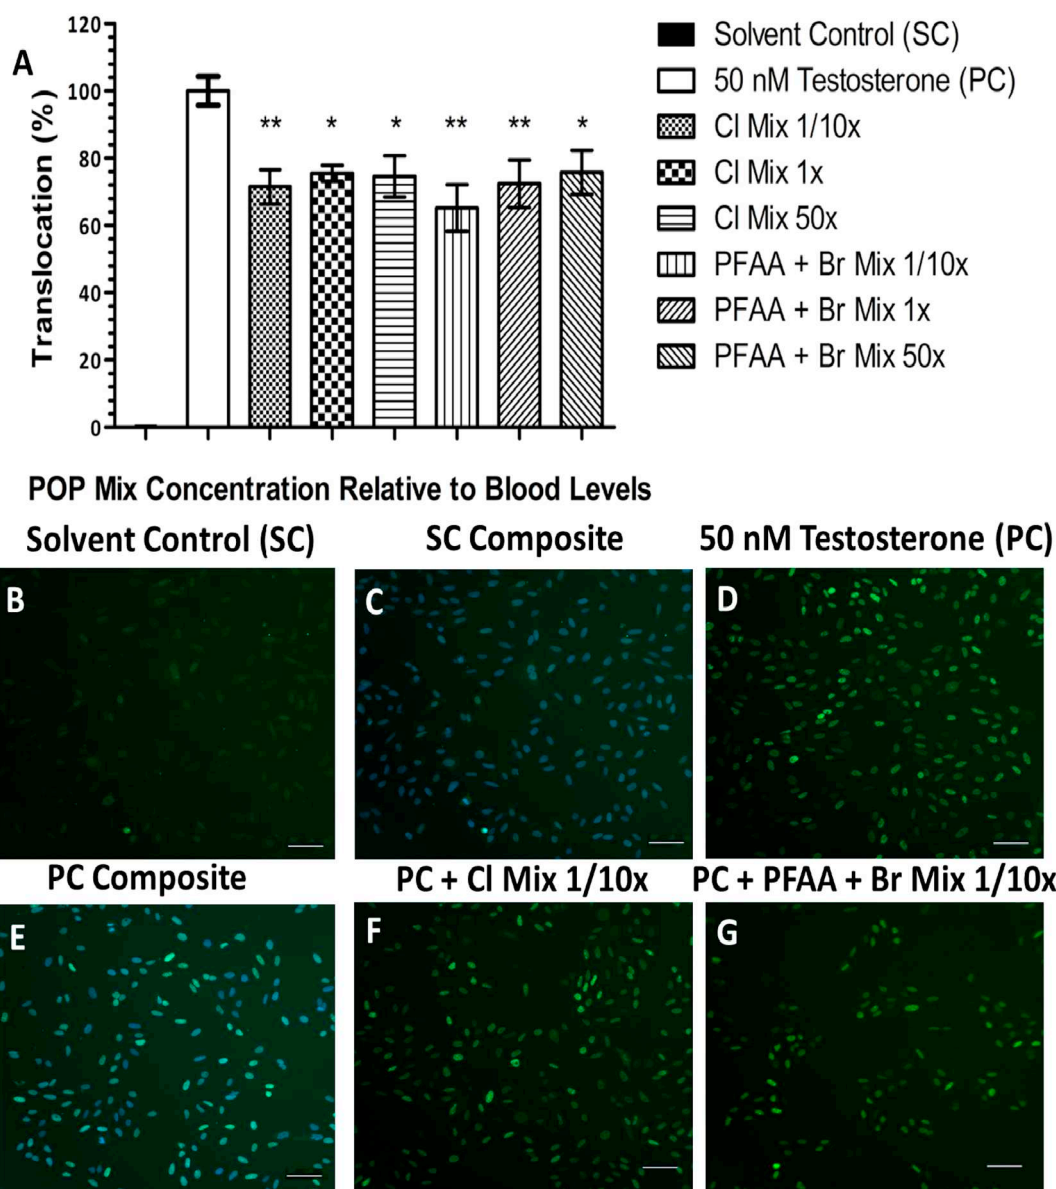 A
Translocation (%)
120
100
80
60
40
20
0
** * * ** ** *
Solvent Control (SC)
50 nM Testosterone (PC)
Cl Mix 1/10x
Cl Mix 1x
Cl Mix 50x
PFAA + Br Mix 1/10x
PFAA + Br Mix 1x
PFAA + Br Mix 50x
POP Mix Concentration Relative to Blood Levels
Solvent Control (SC)
SC Composite
50 nM Testosterone (PC)
B
C
D
PC Composite
PC + Cl Mix 1/10x
PC + PFAA + Br Mix 1/10x
E
F
G